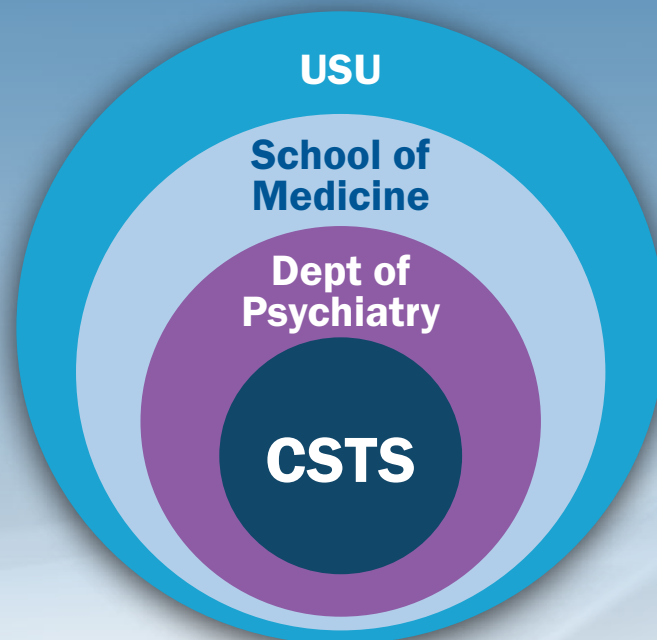 USU
School of
Medicine
Dept of
Psychiatry
CSTS